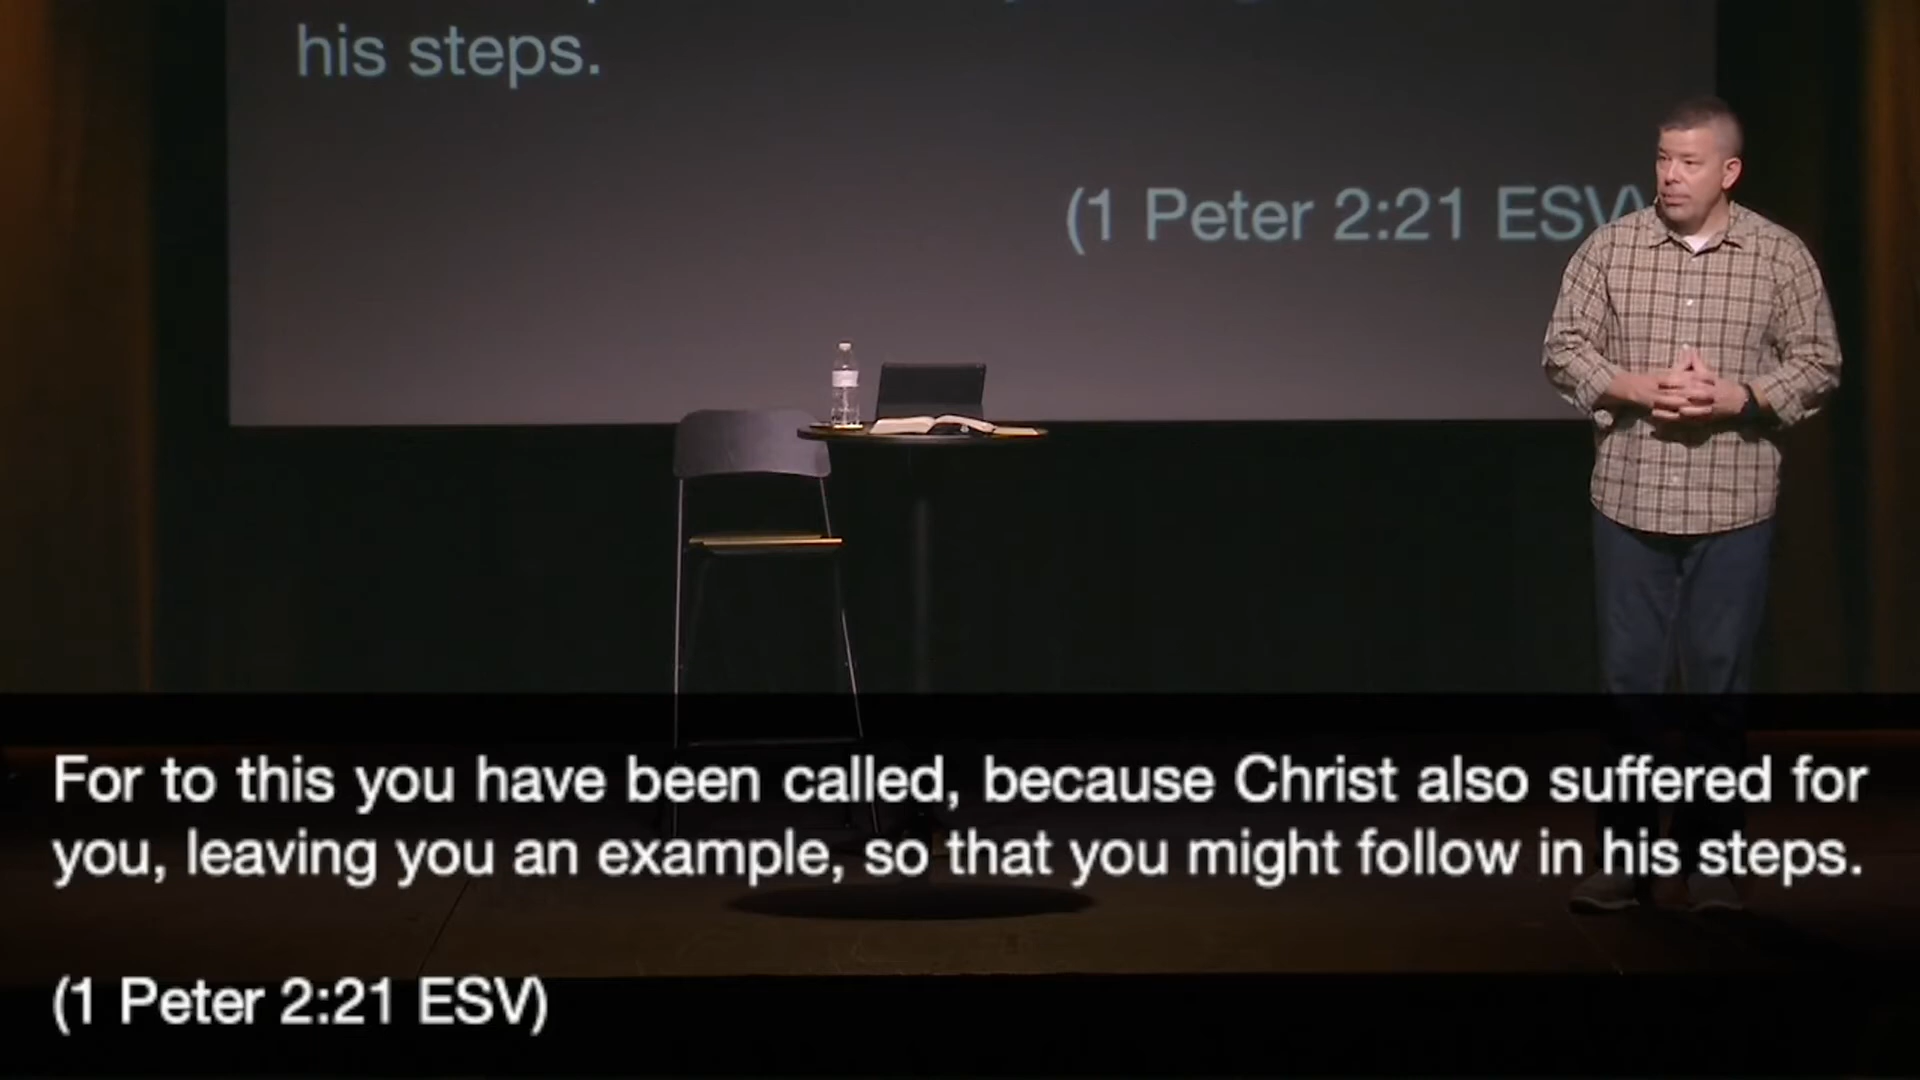 his steps.
(1 Peter 2:21 ESV)
For to this you have been called, because Christ also suffered for
you, leaving you an example, so that you might follow in his steps.
(1 Peter 2:21 ESV)